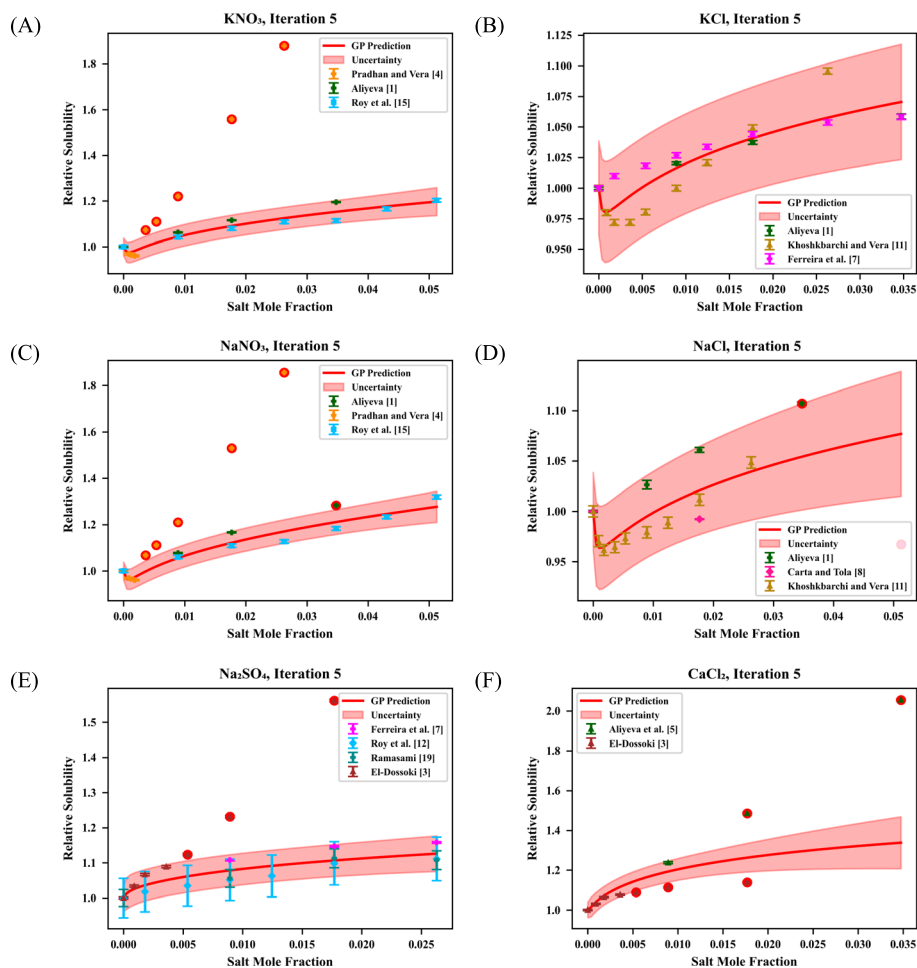 (A)
KNO₃, Iteration 5
Relative Solubility
1.8
1.6
1.4
1.2
1.0
GP Prediction
Uncertainty
Pradhan and Vera [4]
Aliyeva [1]
Roy et al. [15]
0.00 0.01 0.02 0.03 0.04 0.05
Salt Mole Fraction
(B)
KCl, Iteration 5
Relative Solubility
1.125
1.100
1.075
1.050
1.025
1.000
0.975
0.950
GP Prediction
Uncertainty
Aliyeva [1]
Khoshkbarchi and Vera [11]
Ferreira et al. [7]
0.000 0.005 0.010 0.015 0.020 0.025 0.030 0.035
Salt Mole Fraction
(C)
NaNO₃, Iteration 5
Relative Solubility
1.8
1.6
1.4
1.2
1.0
GP Prediction
Uncertainty
Aliyeva [1]
Pradhan and Vera [4]
Roy et al. [15]
0.00 0.01 0.02 0.03 0.04 0.05
Salt Mole Fraction
(D)
NaCl, Iteration 5
Relative Solubility
1.10
1.05
1.00
0.95
GP Prediction
Uncertainty
Aliyeva [1]
Carta and Tola [8]
Khoshkbarchi and Vera [11]
0.00 0.01 0.02 0.03 0.04 0.05
Salt Mole Fraction
(E)
Na₂SO₄, Iteration 5
Relative Solubility
1.5
1.4
1.3
1.2
1.1
1.0
GP Prediction
Uncertainty
Ferreira et al. [7]
Roy et al. [12]
Ramasami [19]
El-Dossoki [3]
0.000 0.005 0.010 0.015 0.020 0.025
Salt Mole Fraction
(F)
CaCl₂, Iteration 5
Relative Solubility
2.0
1.8
1.6
1.4
1.2
1.0
GP Prediction
Uncertainty
Aliyeva et al. [5]
El-Dossoki [3]
0.000 0.005 0.010 0.015 0.020 0.025 0.030 0.035
Salt Mole Fraction